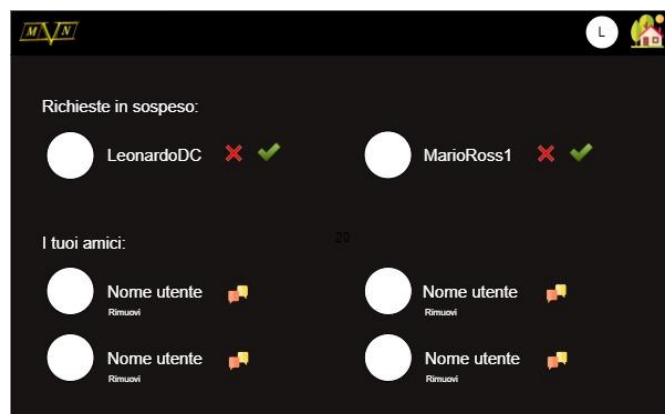 MVN
L
Richieste in sospeso:
LeonardoDC MarioRoss1
I tuoi amici:
20
Nome utente Nome utente
Rimuovi Rimuovi
Nome utente Nome utente
Rimuovi Rimuovi